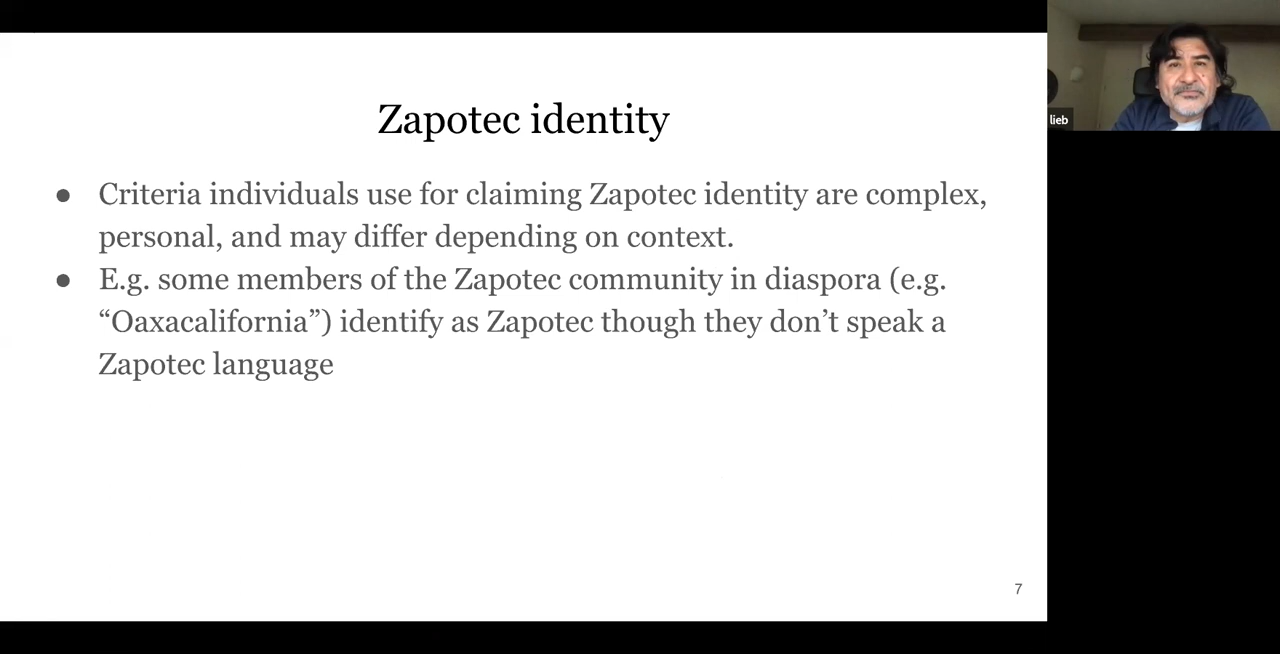 Zapotec identity
● Criteria individuals use for claiming Zapotec identity are complex,
personal, and may differ depending on context.
● E.g. some members of the Zapotec community in diaspora (e.g.
“Oaxacalifornia”) identify as Zapotec though they don’t speak a
Zapotec language
7
lieb